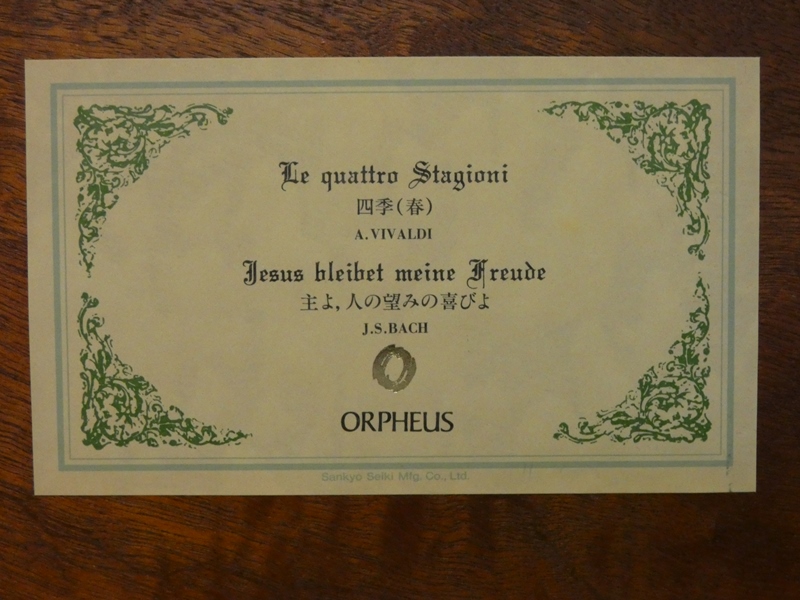 Le quattro Stagioni
四季(春)
A.VIVALDI
Jesus bleibet meine Freude
主よ,人の望みの喜びよ
J.S.BACH
ORPHEUS
Sankyo Seiki Mfg. Co., Ltd.